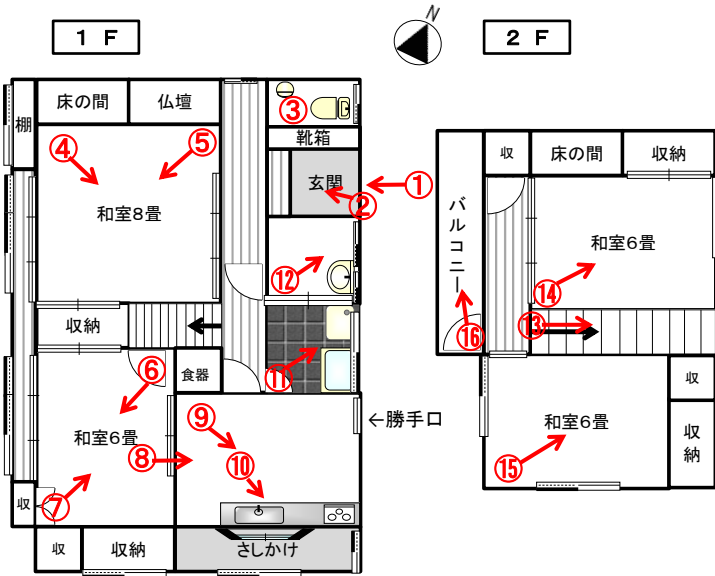 １ Ｆ
N
２ Ｆ
床の間
仏壇
棚
③
靴箱
④
⑤
玄関
①
②
和室8畳
⑫
収納
食器
⑪
⑥
←勝手口
和室6畳
⑨
⑧
⑩
⑦
収
収
収納
さしかけ
収
床の間
収納
バルコニー
和室6畳
⑭
⑬
⑯
収
和室6畳
収納
⑮